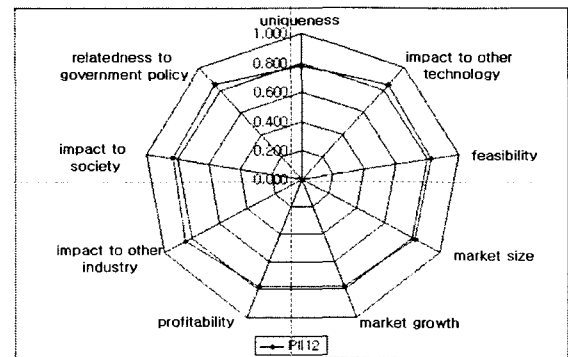 uniqueness
1.000
0.800
0.600
0.400
0.200
0.000
impact to other
technology
feasibility
market size
market growth
profitability
impact to other
industry
impact to
society
relatedness to
government policy